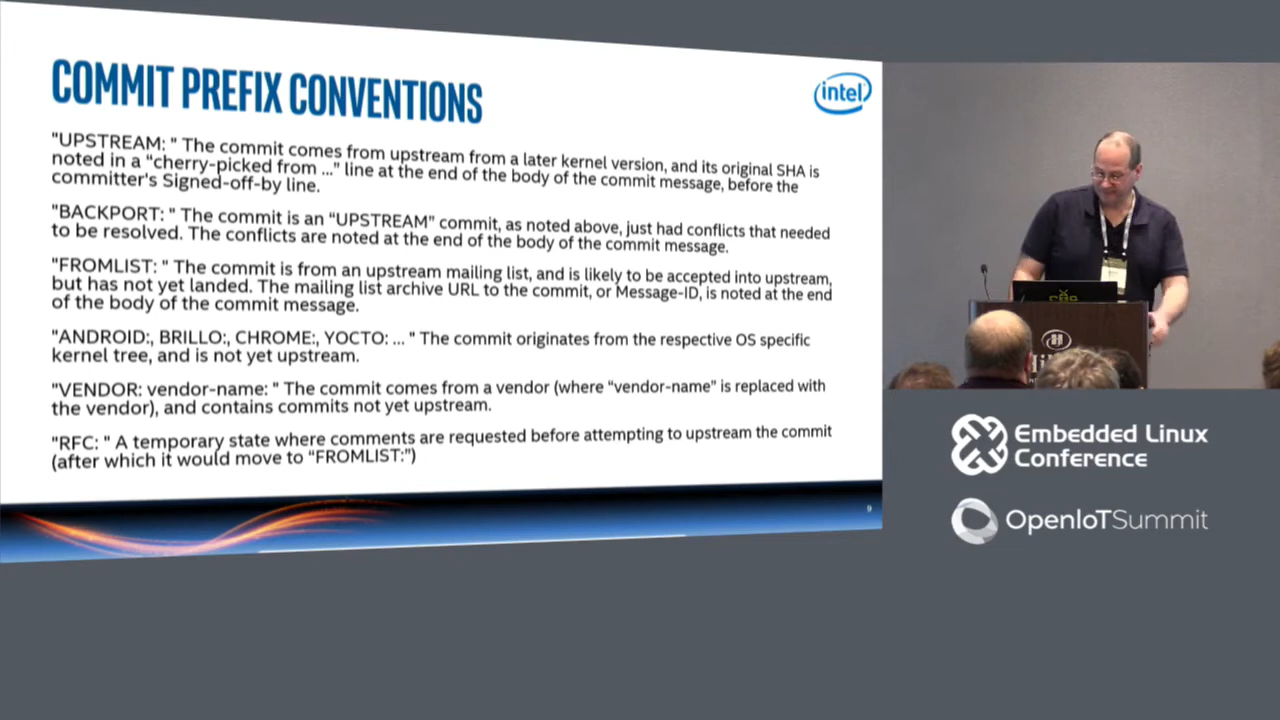 COMMIT PREFIX CONVENTIONS
intel
"UPSTREAM: " The commit comes from upstream from a later kernel version, and its original SHA is
noted in a “cherry-picked from ...” line at the end of the body of the commit message, before the
committer's Signed-off-by line.
"BACKPORT: " The commit is an “UPSTREAM” commit, as noted above, just had conflicts that needed
to be resolved. The conflicts are noted at the end of the body of the commit message.
"FROMLIST: " The commit is from an upstream mailing list, and is likely to be accepted into upstream,
but has not yet landed. The mailing list archive URL to the commit, or Message-ID, is noted at the end
of the body of the commit message.
"ANDROID:, BRILLO:, CHROME:, YOCTO: ... " The commit originates from the respective OS specific
kernel tree, and is not yet upstream.
"VENDOR: vendor-name: " The commit comes from a vendor (where “vendor-name” is replaced with
the vendor), and contains commits not yet upstream.
"RFC: " A temporary state where comments are requested before attempting to upstream the commit
(after which it would move to “FROMLIST:”)
9
Embedded Linux
Conference
OpenIoTSummit